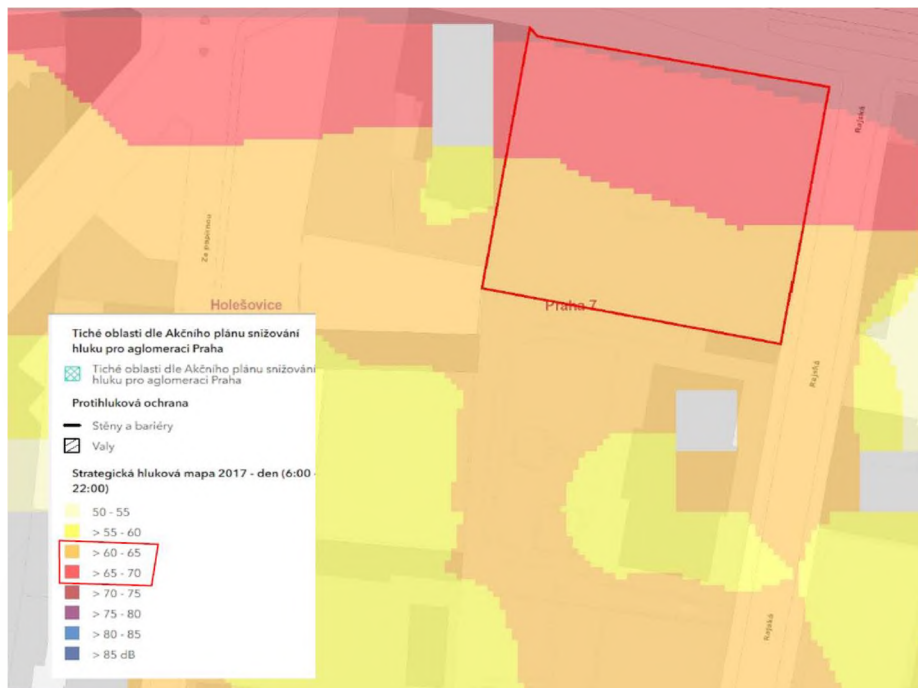 Rajská
Za papírnou
Holešovice
Praha 7
Rajská
Rajská
Tiché oblasti dle Akčního plánu snižování
hluku pro aglomeraci Praha
Tiché oblasti dle Akčního plánu snižování
hluku pro aglomeraci Praha
Protihluková ochrana
Stěny a bariéry
Valy
Strategická hluková mapa 2017 - den (6:00 -
22:00)
50 - 55
> 55 - 60
> 60 - 65
> 65 - 70
> 70 - 75
> 75 - 80
> 80 - 85
> 85 dB